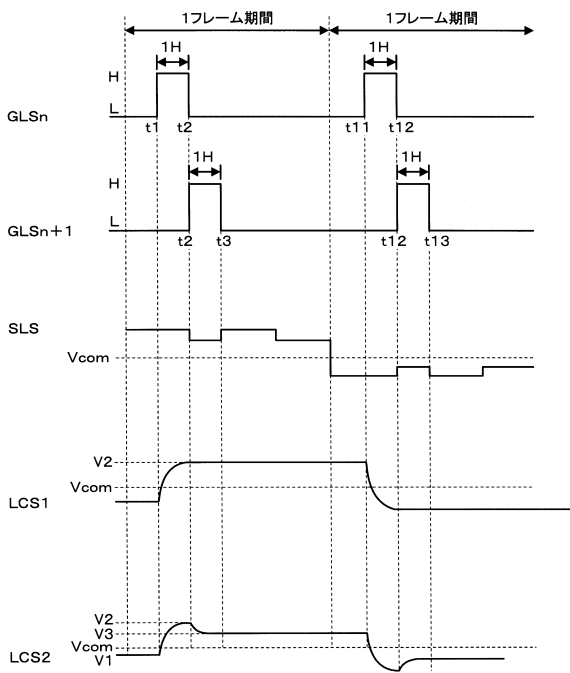 1フレーム期間 1フレーム期間
1H 1H
H
L
GLSn
t1 t2 t11 t12
1H 1H
H
L
GLSn+1
t2 t3 t12 t13
SLS
Vcom
V2
Vcom
LCS1
V2
V3
Vcom
V1
LCS2